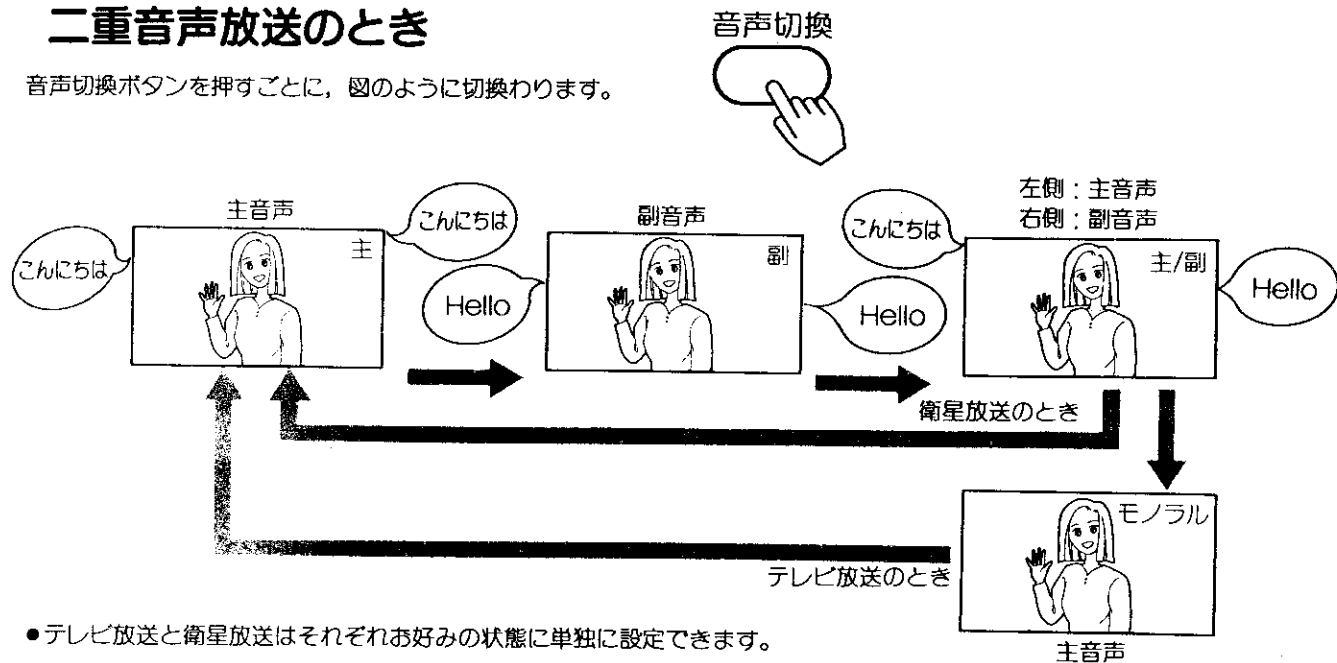 二重音声放送のとき
音声切換
音声切換ボタンを押すごとに，図のように切換わります。
主音声
こんにちは
主
こんにちは
副音声
Hello
副
Hello
左側：主音声
右側：副音声
こんにちは
主/副
Hello
衛星放送のとき
モノラル
テレビ放送のとき
主音声
●テレビ放送と衛星放送はそれぞれお好みの状態に単独に設定できます。